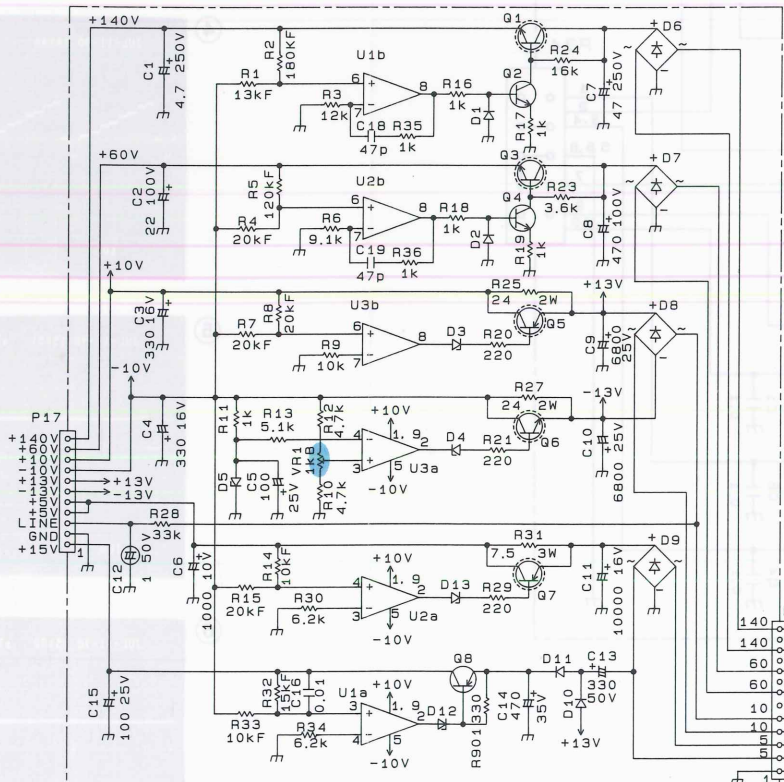 +140V
Q1
+ D6
R2
180KF
U1b
R24
16k
C1
4.7 250V
R1
13kF
6
8
R16
1k
Q2
C7
47 250V
R3
12k
7
D1
R17
1k
C18
47p
R35
1k
+60V
Q3
+ D7
C2
22 100V
R5
120kF
U2b
R23
3.6k
R4
20kF
6
8
R18
1k
Q4
C8
470 100V
R6
9.1k
7
D2
R19
1k
C19
47p
R36
1k
+10V
R25
24 2W
+13V
+D8
C3
330 16V
R8
20kF
U3b
Q5
R7
20kF
6
8
D3
R20
220
C9
6800
25V
R9
10k
7
-10V
R27
24 2W
-13V
C4
330 16V
R11
1k
R13
5.1k
R12
4.7k
+10V
4
1. 9
2
D4
R21
220
Q6
C10
6800 25V
P17
+140V
+60V
+10V
-10V
+13V
-13V
+5V
+5V
LINE
GND
+15V
1
+13V
-13V
D5
C5
100
25V
VR1
1kB
R10
4.7k
3
5
U3a
-10V
R28
33k
C12
1 50V
C6
1000 10V
R14
10kF
+10V
R31
7.5 3W
+D9
R15
20kF
4
1. 9
2
D13
R29
220
Q7
C11
10000 16V
R30
6.2k
3
5
U2a
-10V
140
140
60
60
10
10
5
5
1
C15
100 25V
R32
15kF
C16
0.01
U1a
+10V
Q8
D11
C13
330
50V
R33
10kF
3
1. 9
2
D12
R901
330
C14
470
35V
D10
+13V
R34
6.2k
4
5
-10V